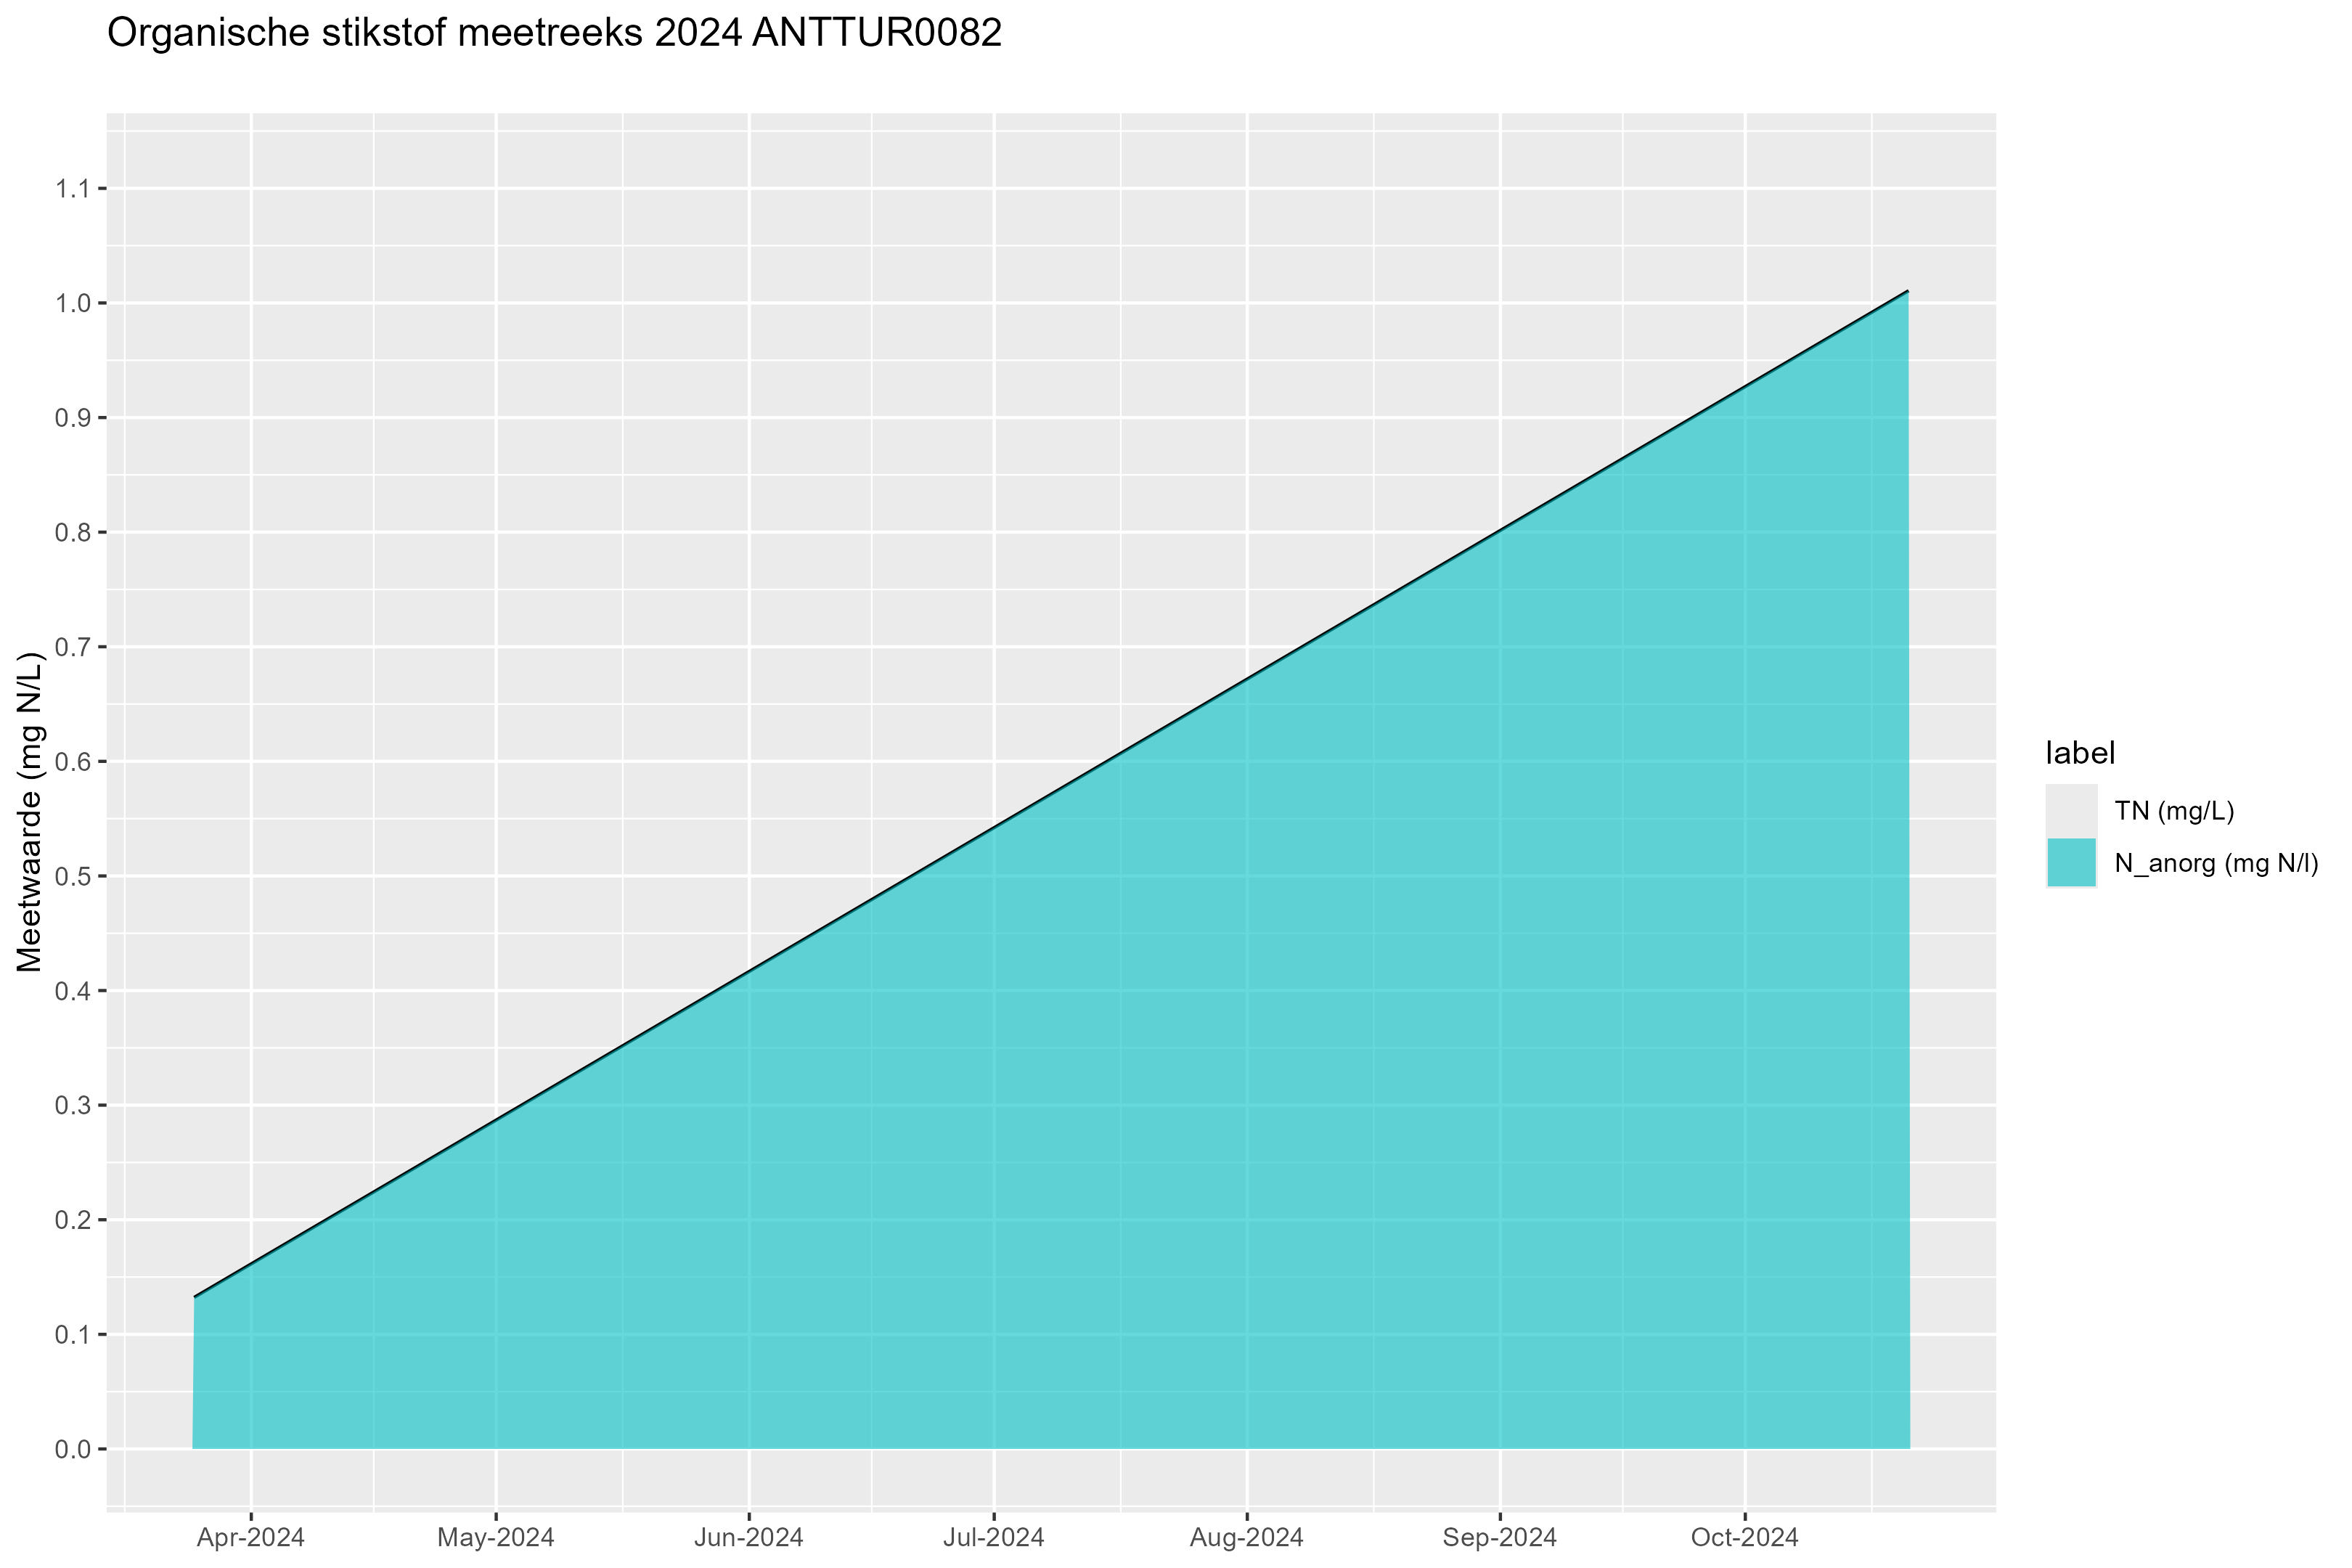 Organische stikstof meetreeks 2024 ANTTUR0082
Meetwaarde (mg N/L)
1.1
1.0
0.9
0.8
0.7
0.6
0.5
0.4
0.3
0.2
0.1
0.0
Apr-2024 May-2024 Jun-2024 Jul-2024 Aug-2024 Sep-2024 Oct-2024
label
TN (mg/L)
N_anorg (mg N/l)